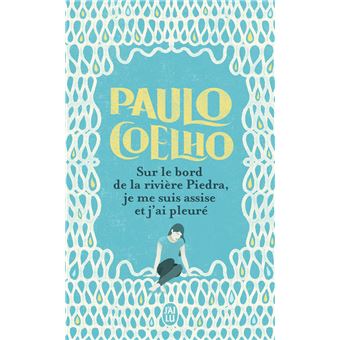 PAULO
COELHO
Sur le bord
de la rivière Piedra,
je me suis assise
et j'ai pleuré
J'AI
LU